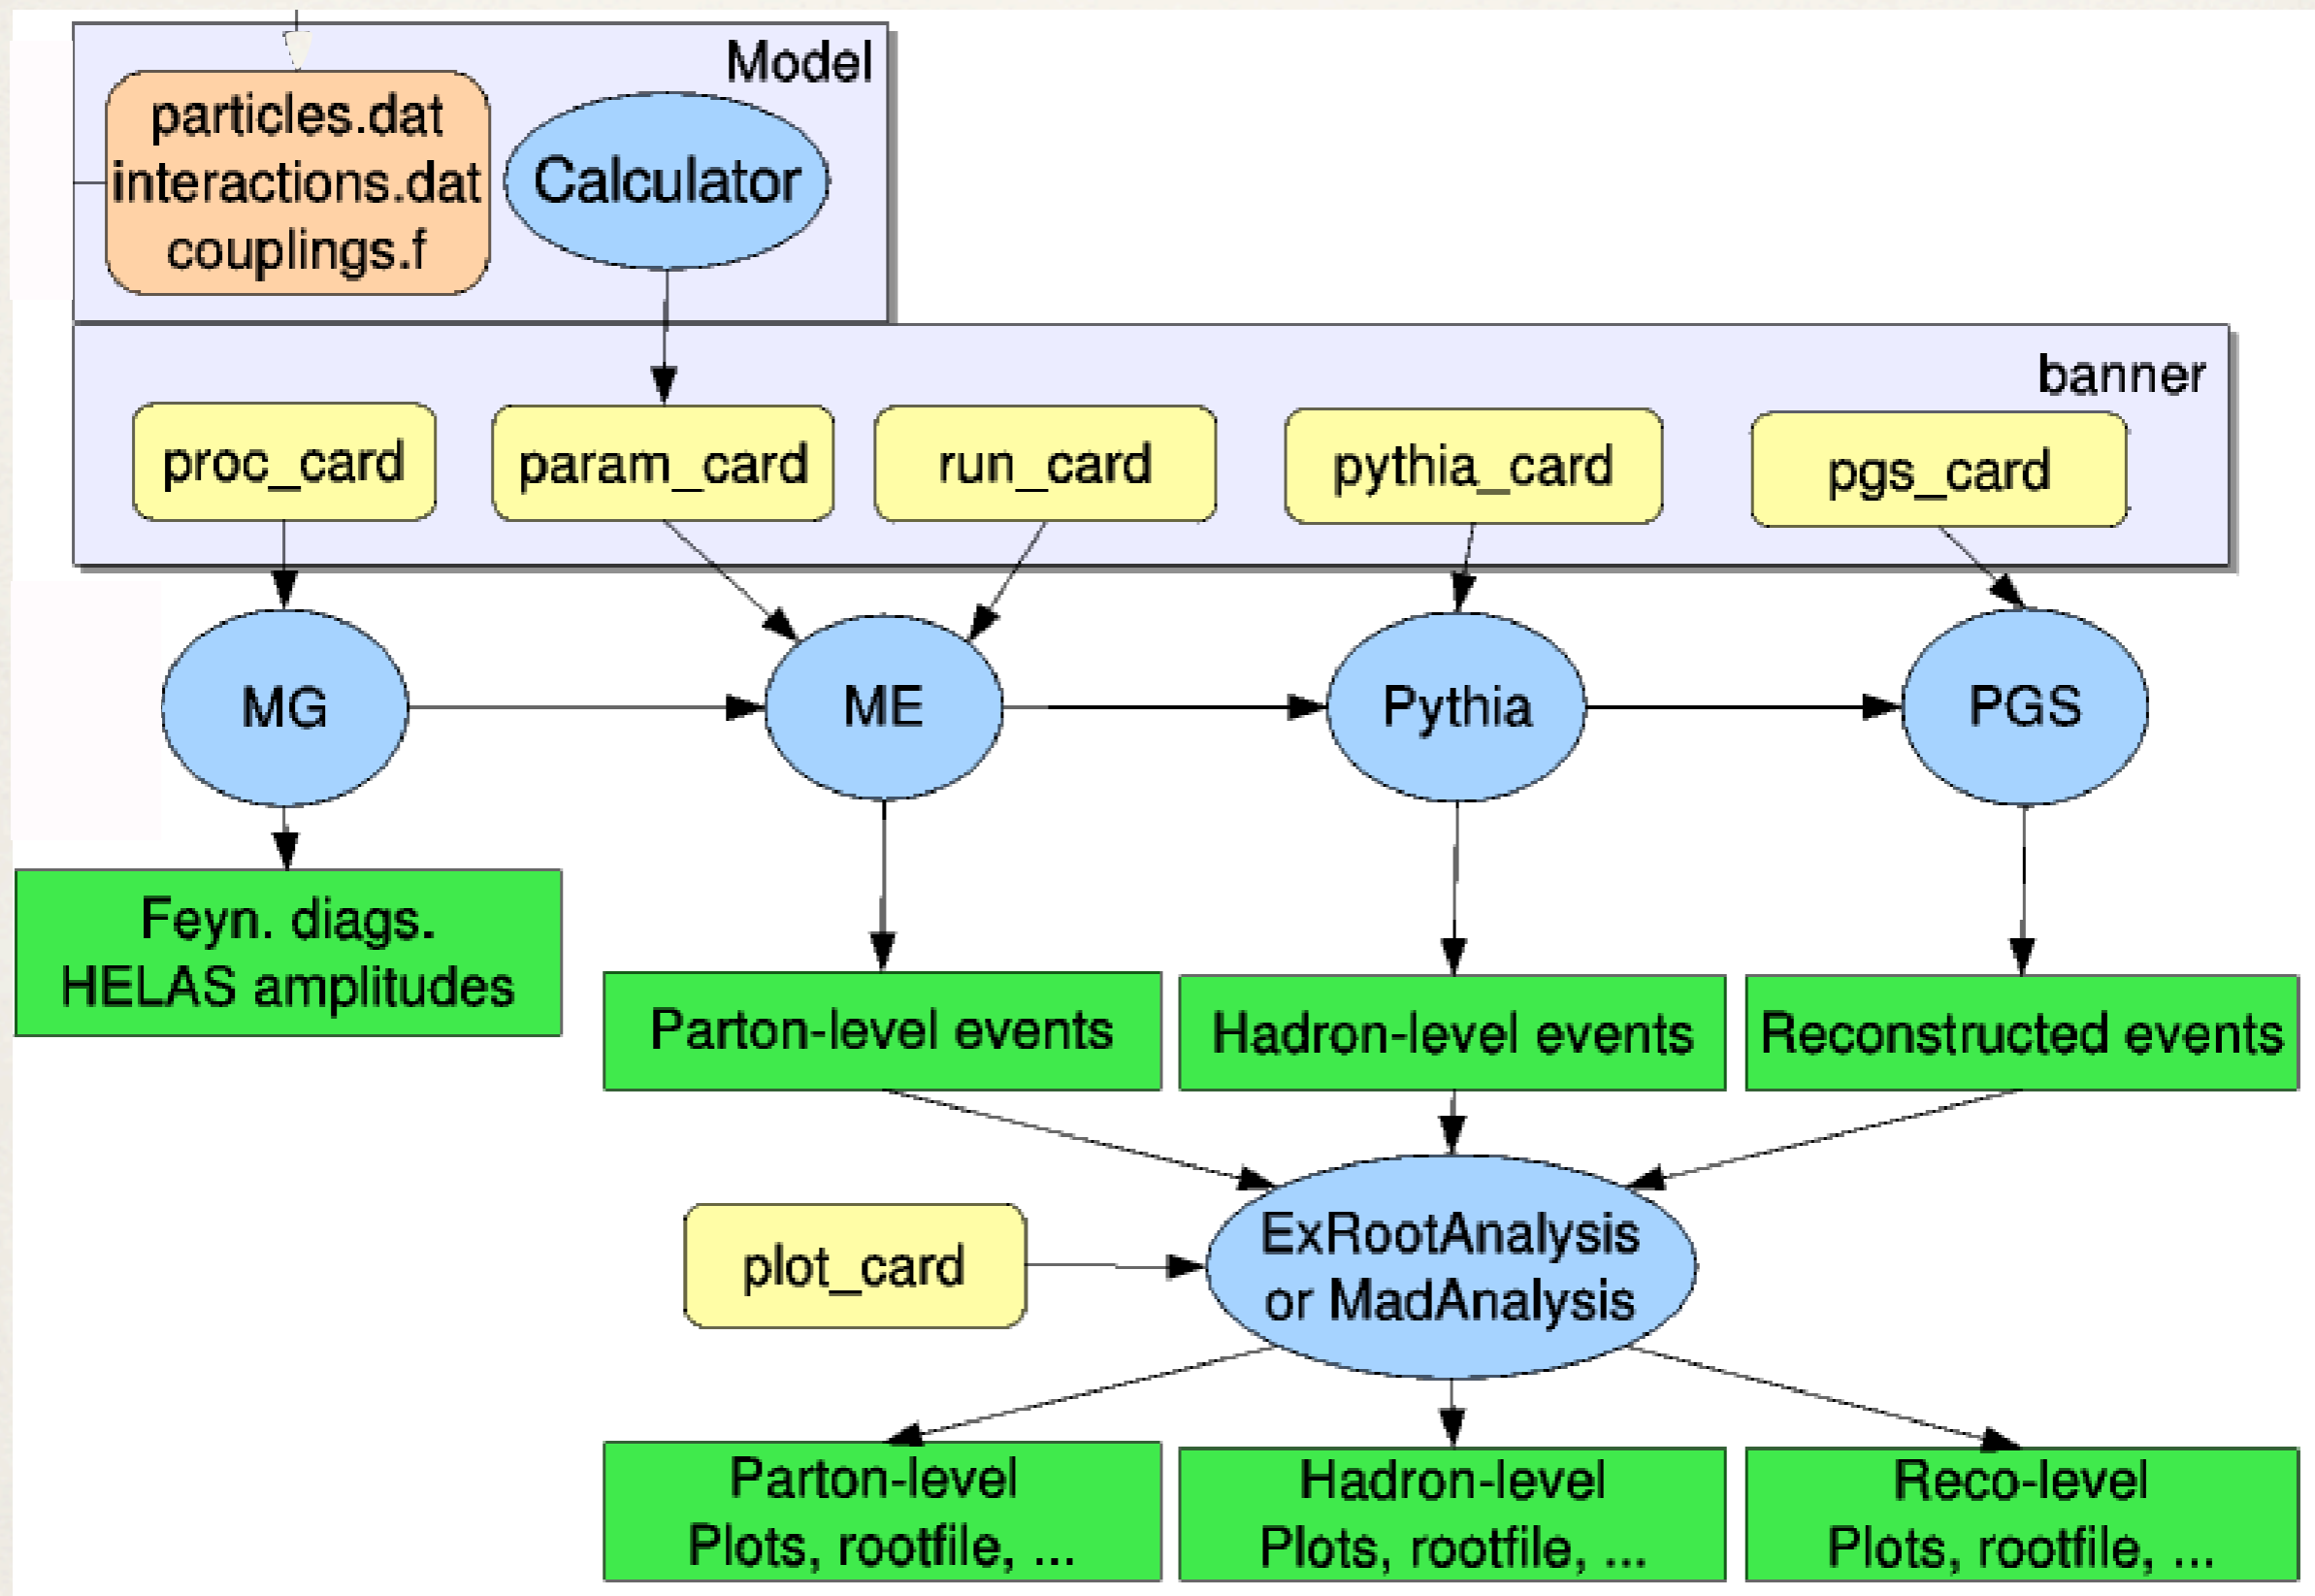 Model
particles.dat
interactions.dat
couplings.f
Calculator
banner
proc_card
param_card
run_card
pythia_card
pgs_card
MG
ME
Pythia
PGS
Feyn. diags.
HELAS amplitudes
Parton-level events
Hadron-level events
Reconstructed events
plot_card
ExRootAnalysis
or MadAnalysis
Parton-level
Plots, rootfile, ...
Hadron-level
Plots, rootfile, ...
Reco-level
Plots, rootfile, ...